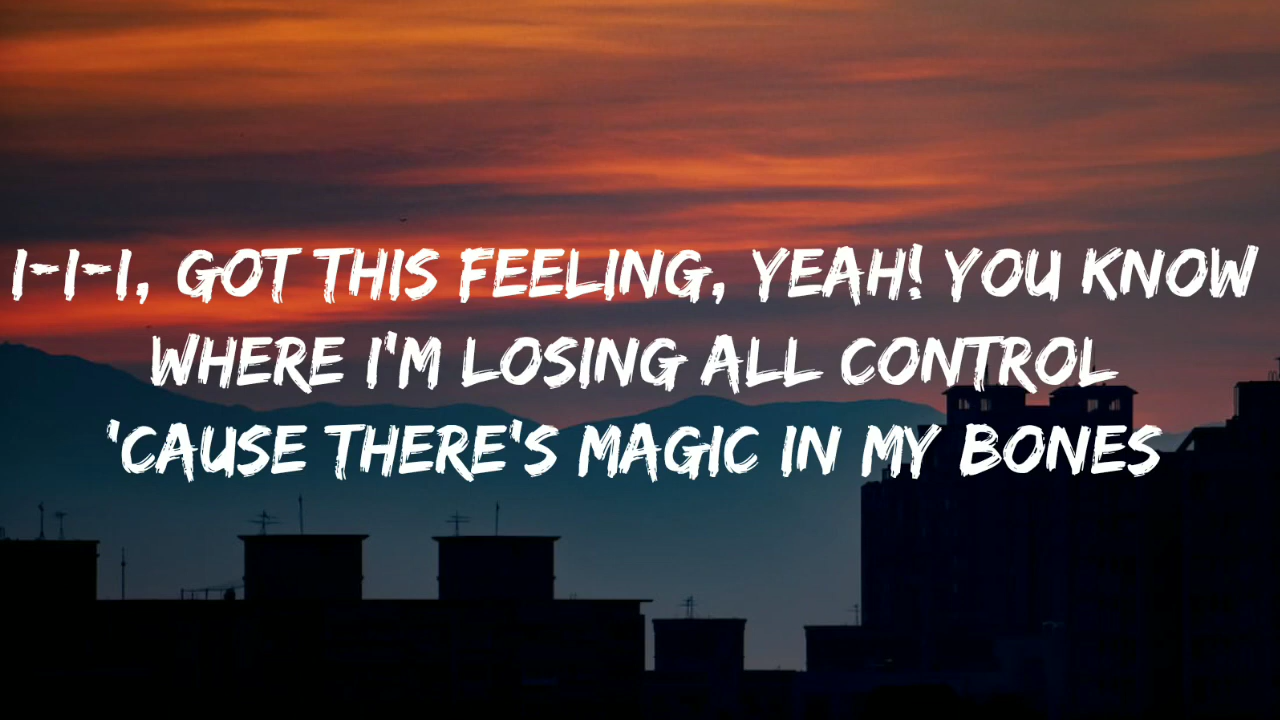 I-I-I, GOT THIS FEELING, YEAH! YOU KNOW
WHERE I'M LOSING ALL CONTROL
'CAUSE THERE'S MAGIC IN MY BONES